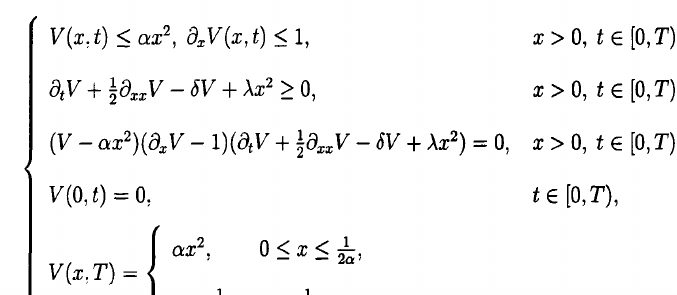 V(x,t) ≤ αx², ∂ₓV(x,t) ≤ 1, x > 0, t ∈ [0,T)
∂ₜV + ½∂ₓₓV − δV + λx² ≥ 0, x > 0, t ∈ [0,T)
(V − αx²)(∂ₓV − 1)(∂ₜV + ½∂ₓₓV − δV + λx²) = 0, x > 0, t ∈ [0,T)
V(0,t) = 0, t ∈ [0,T),
αx², 0 ≤ x ≤ 1/(2α),
V(x,T) =